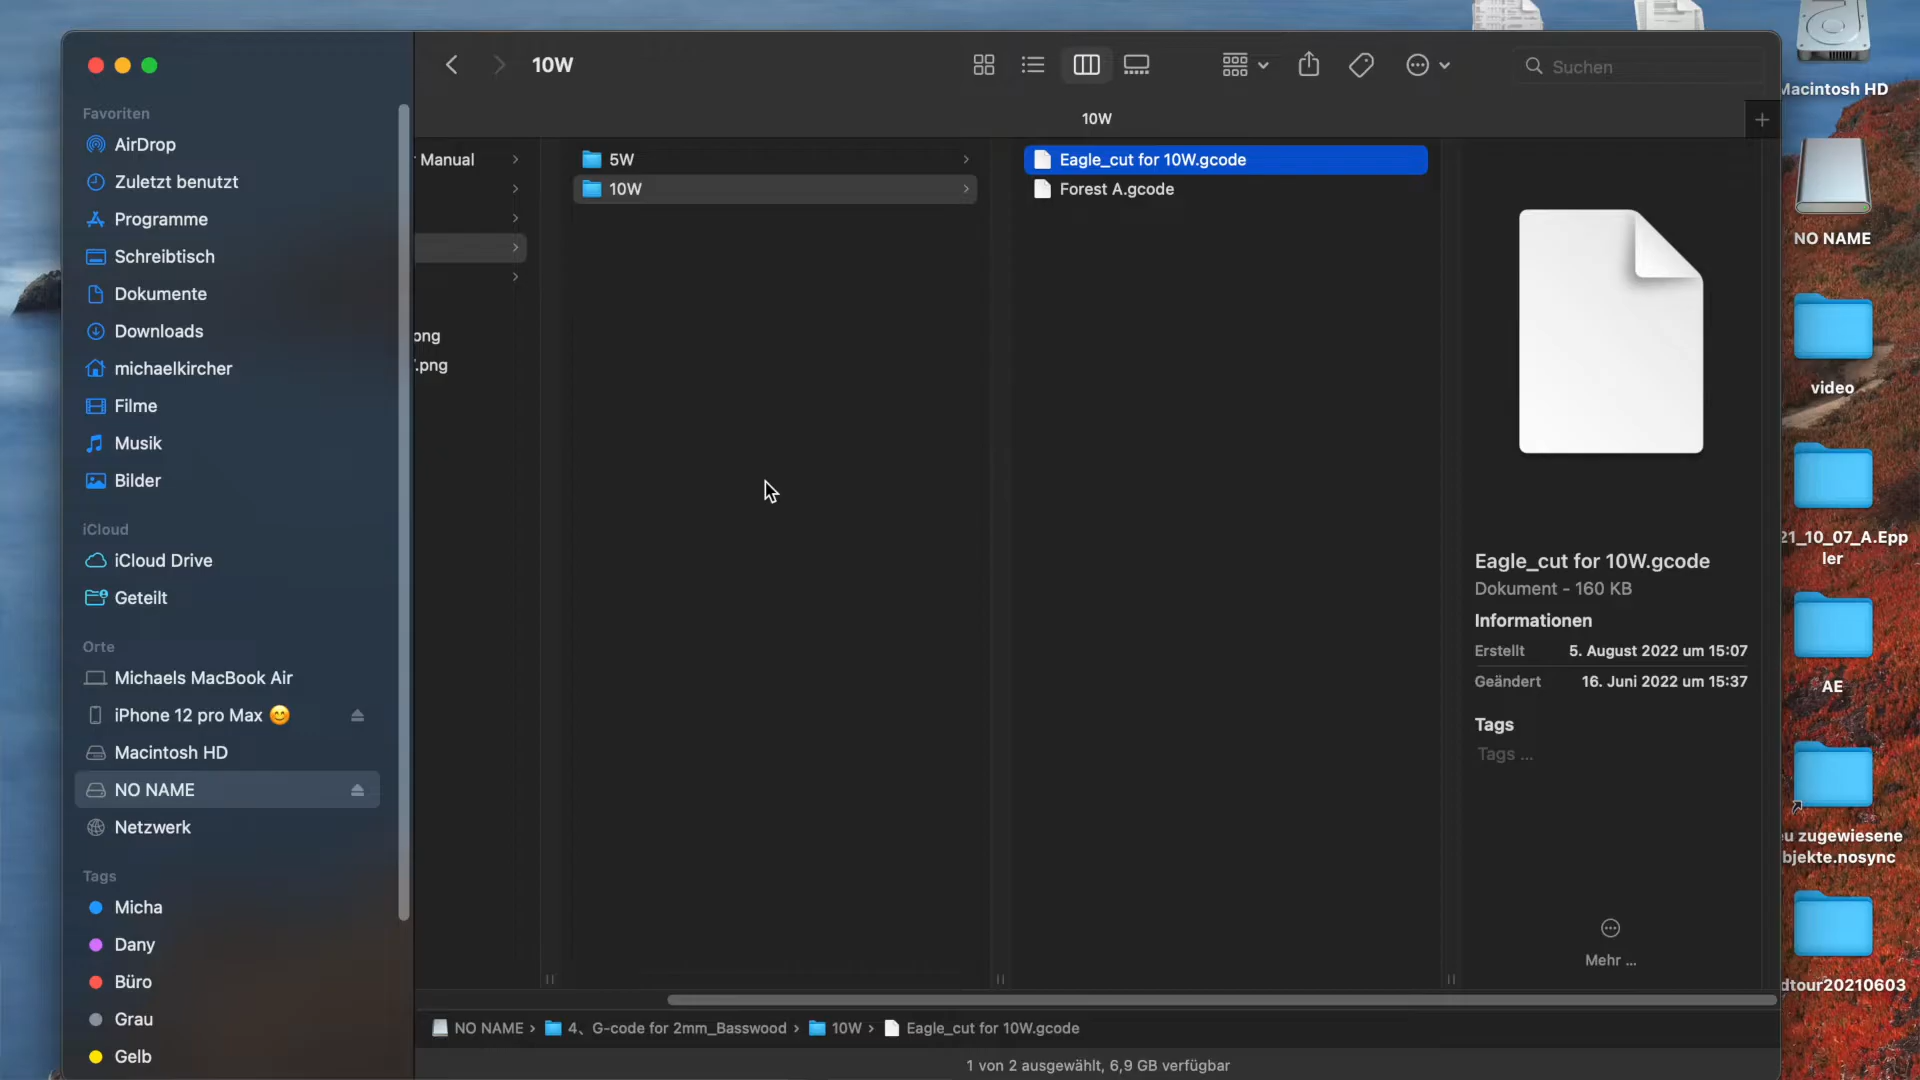 10W
Suchen
10W
Favoriten
AirDrop
Zuletzt benutzt
Programme
Schreibtisch
Dokumente
Downloads
michaelkircher
Filme
Musik
Bilder
iCloud
iCloud Drive
Geteilt
Orte
Michaels MacBook Air
iPhone 12 pro Max 😊
Macintosh HD
NO NAME
Netzwerk
Tags
Micha
Dany
Büro
Grau
Gelb
Manual
png
.png
5W
10W
Eagle_cut for 10W.gcode
Forest A.gcode
Eagle_cut for 10W.gcode
Dokument - 160 KB
Informationen
Erstellt 5. August 2022 um 15:07
Geändert 16. Juni 2022 um 15:37
Tags
Tags ...
Mehr ...
NO NAME › 4、G-code for 2mm_Basswood › 10W › Eagle_cut for 10W.gcode
1 von 2 ausgewählt, 6,9 GB verfügbar
Macintosh HD
NO NAME
video
21_10_07_A.Epp
ler
AE
eu zugewiesene
bjekte.nosync
dtour20210603